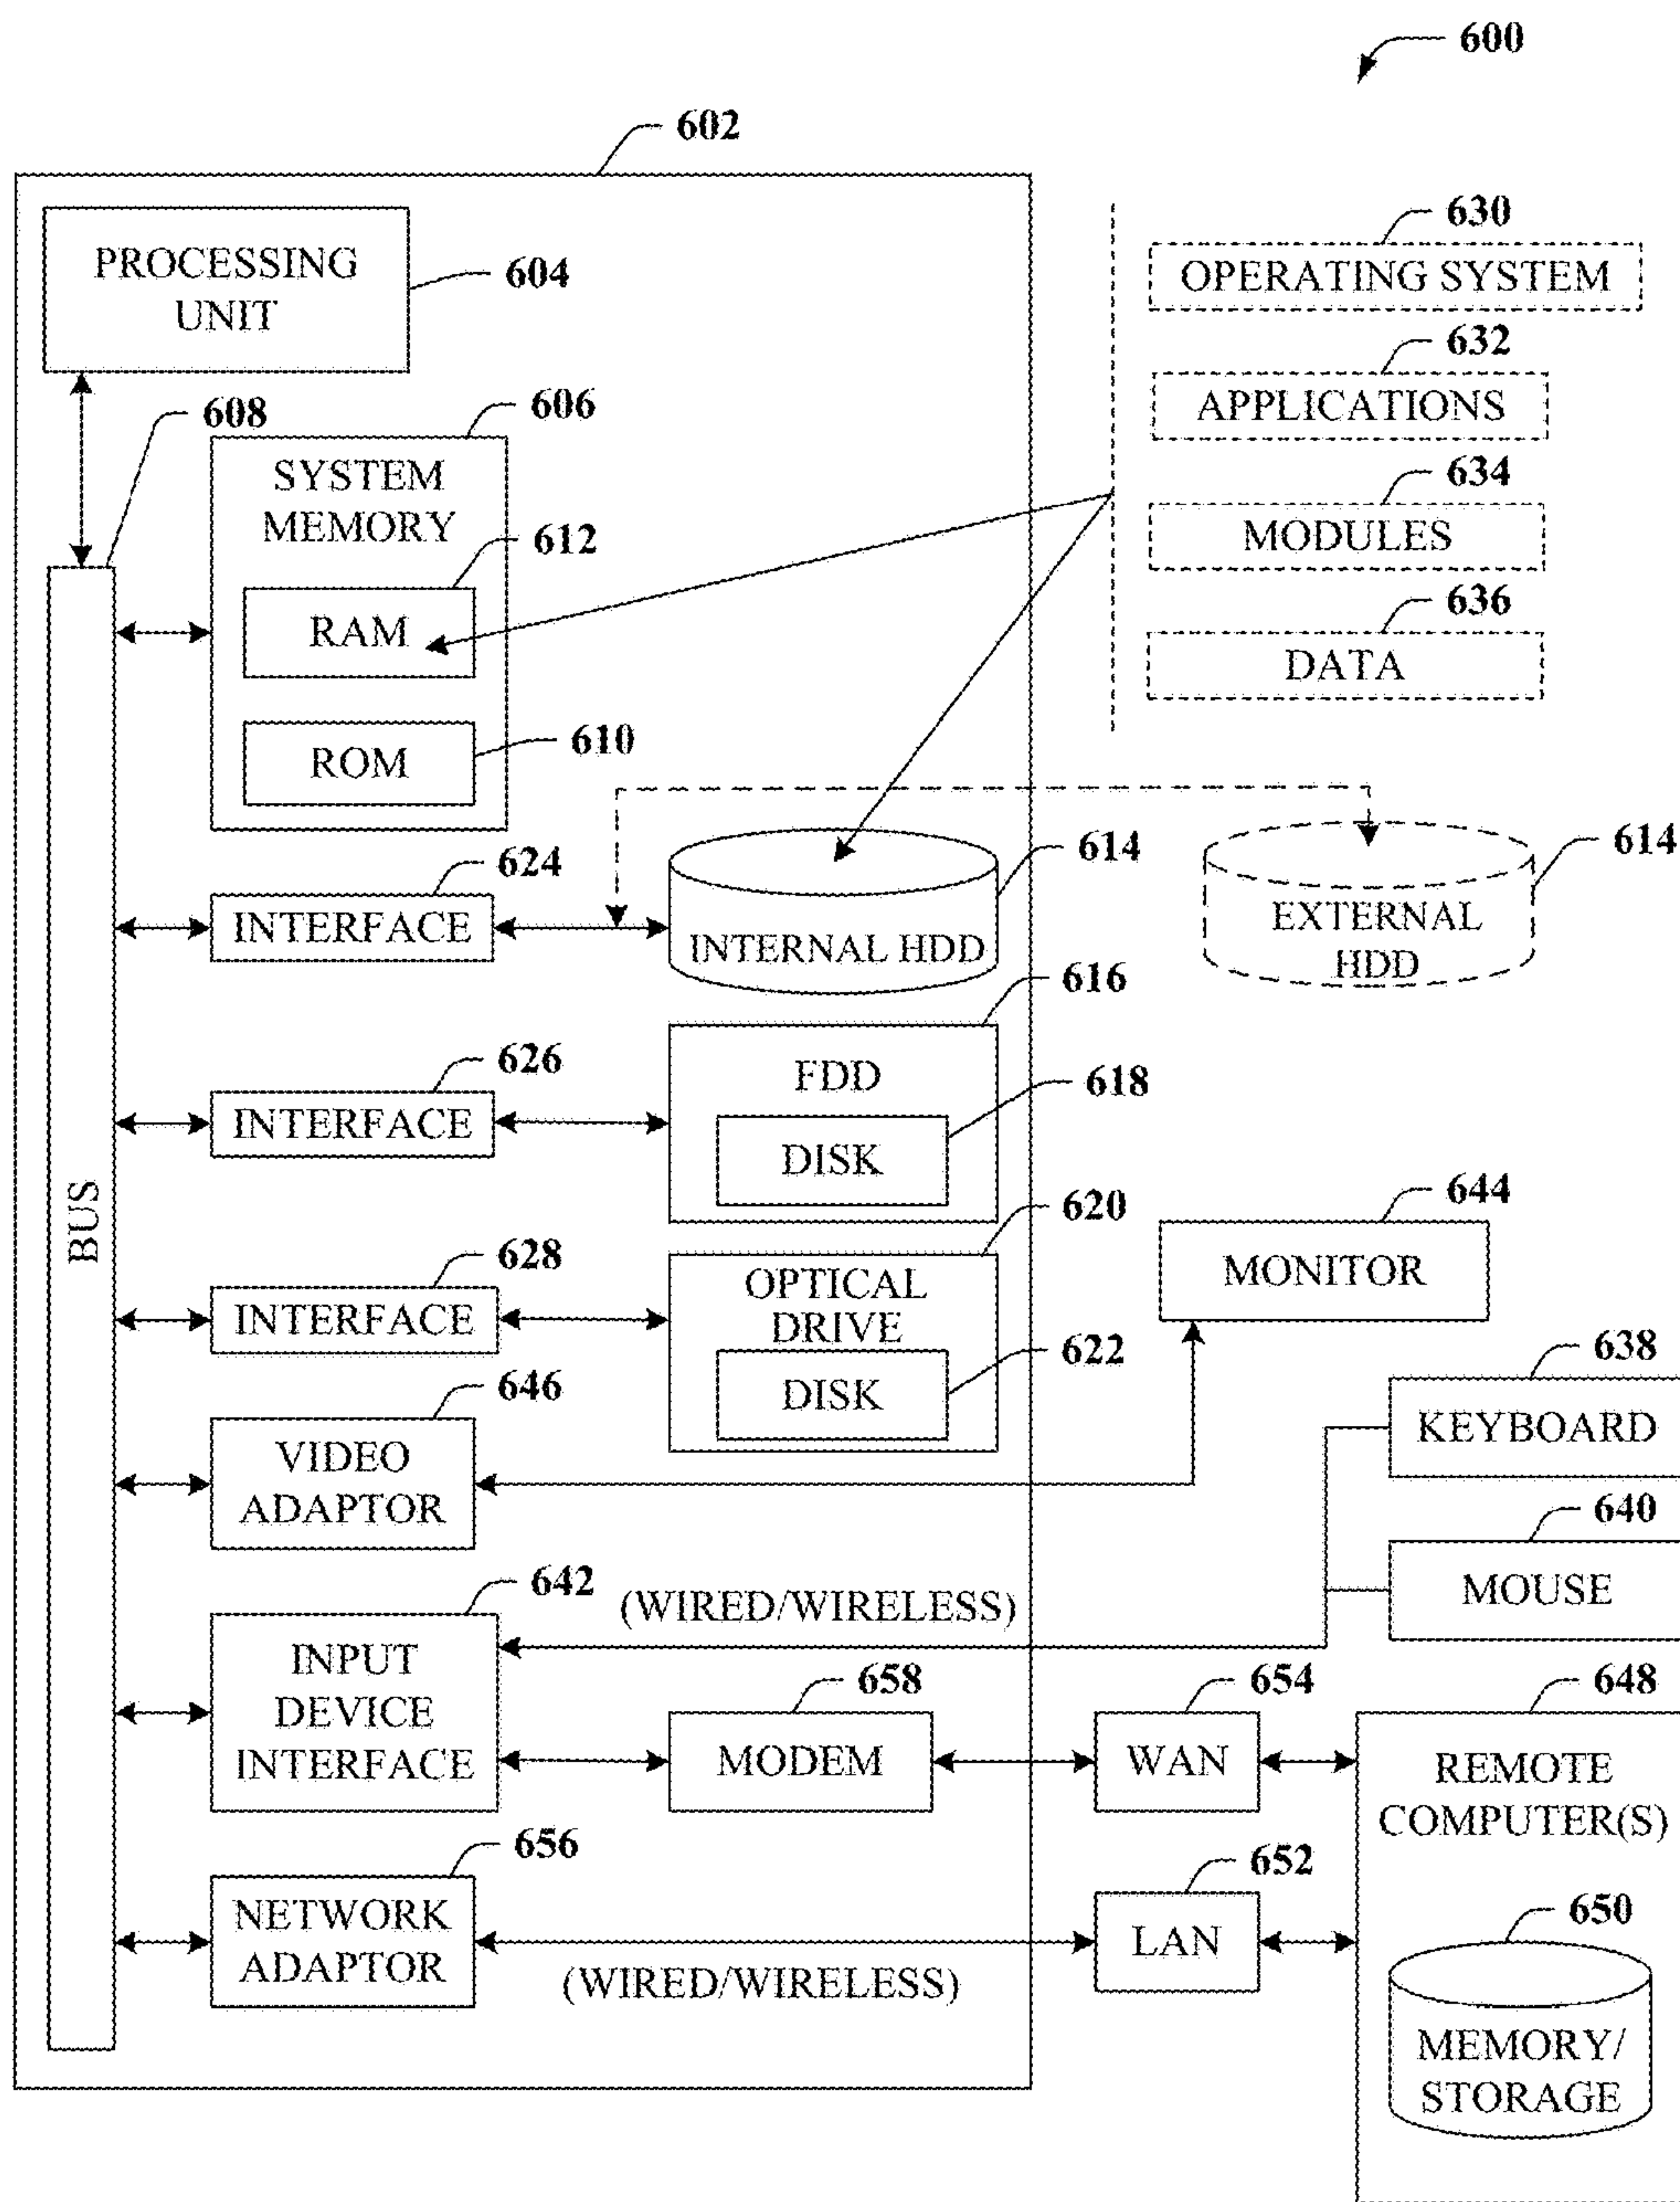 600
602
PROCESSING
UNIT
604
630
OPERATING SYSTEM
632
APPLICATIONS
634
MODULES
636
DATA
608
606
SYSTEM
MEMORY
612
RAM
610
ROM
624
INTERFACE
614
INTERNAL HDD
614
EXTERNAL
HDD
626
INTERFACE
616
FDD
618
DISK
BUS
628
INTERFACE
620
OPTICAL
DRIVE
622
DISK
644
MONITOR
646
VIDEO
ADAPTOR
638
KEYBOARD
640
MOUSE
642
INPUT
DEVICE
INTERFACE
(WIRED/WIRELESS)
658
MODEM
654
WAN
648
REMOTE
COMPUTER(S)
656
NETWORK
ADAPTOR
(WIRED/WIRELESS)
652
LAN
650
MEMORY/
STORAGE